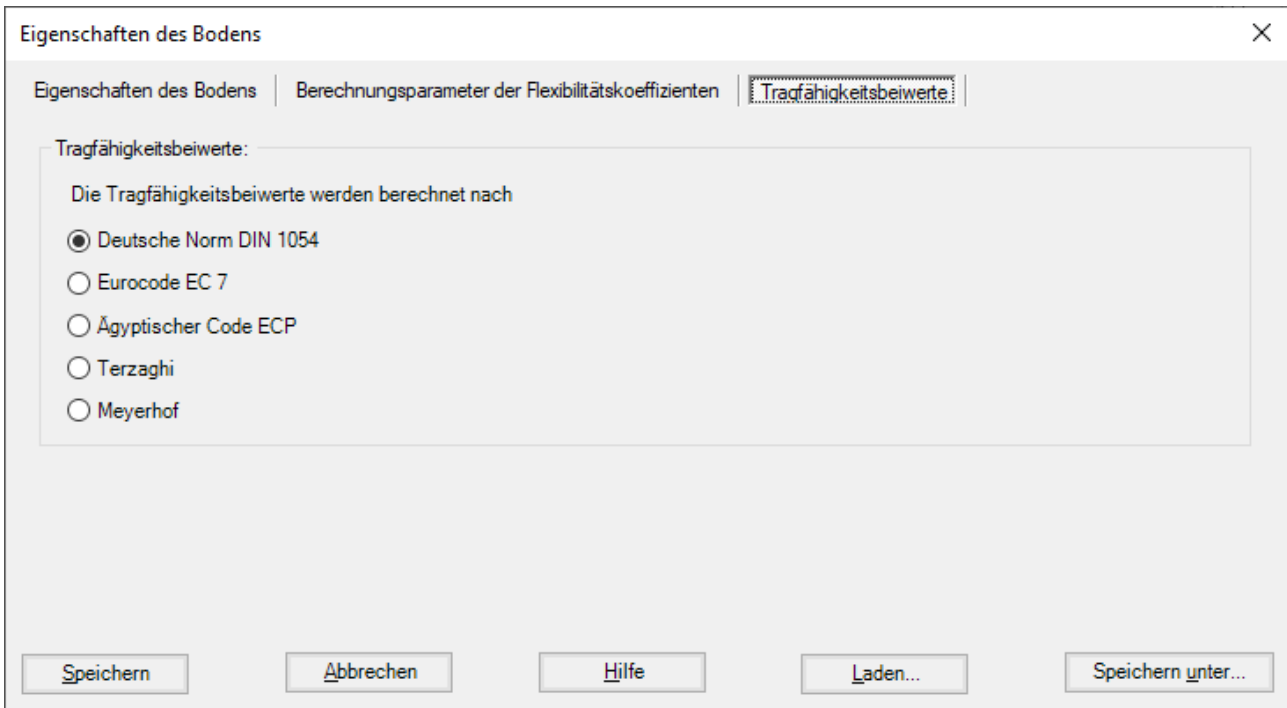 Eigenschaften des Bodens
Eigenschaften des Bodens Berechnungsparameter der Flexibilitätskoeffizienten Tragfähigkeitsbeiwerte
Tragfähigkeitsbeiwerte:
Die Tragfähigkeitsbeiwerte werden berechnet nach
Deutsche Norm DIN 1054
Eurocode EC 7
Ägyptischer Code ECP
Terzaghi
Meyerhof
Speichern Abbrechen Hilfe Laden... Speichern unter...